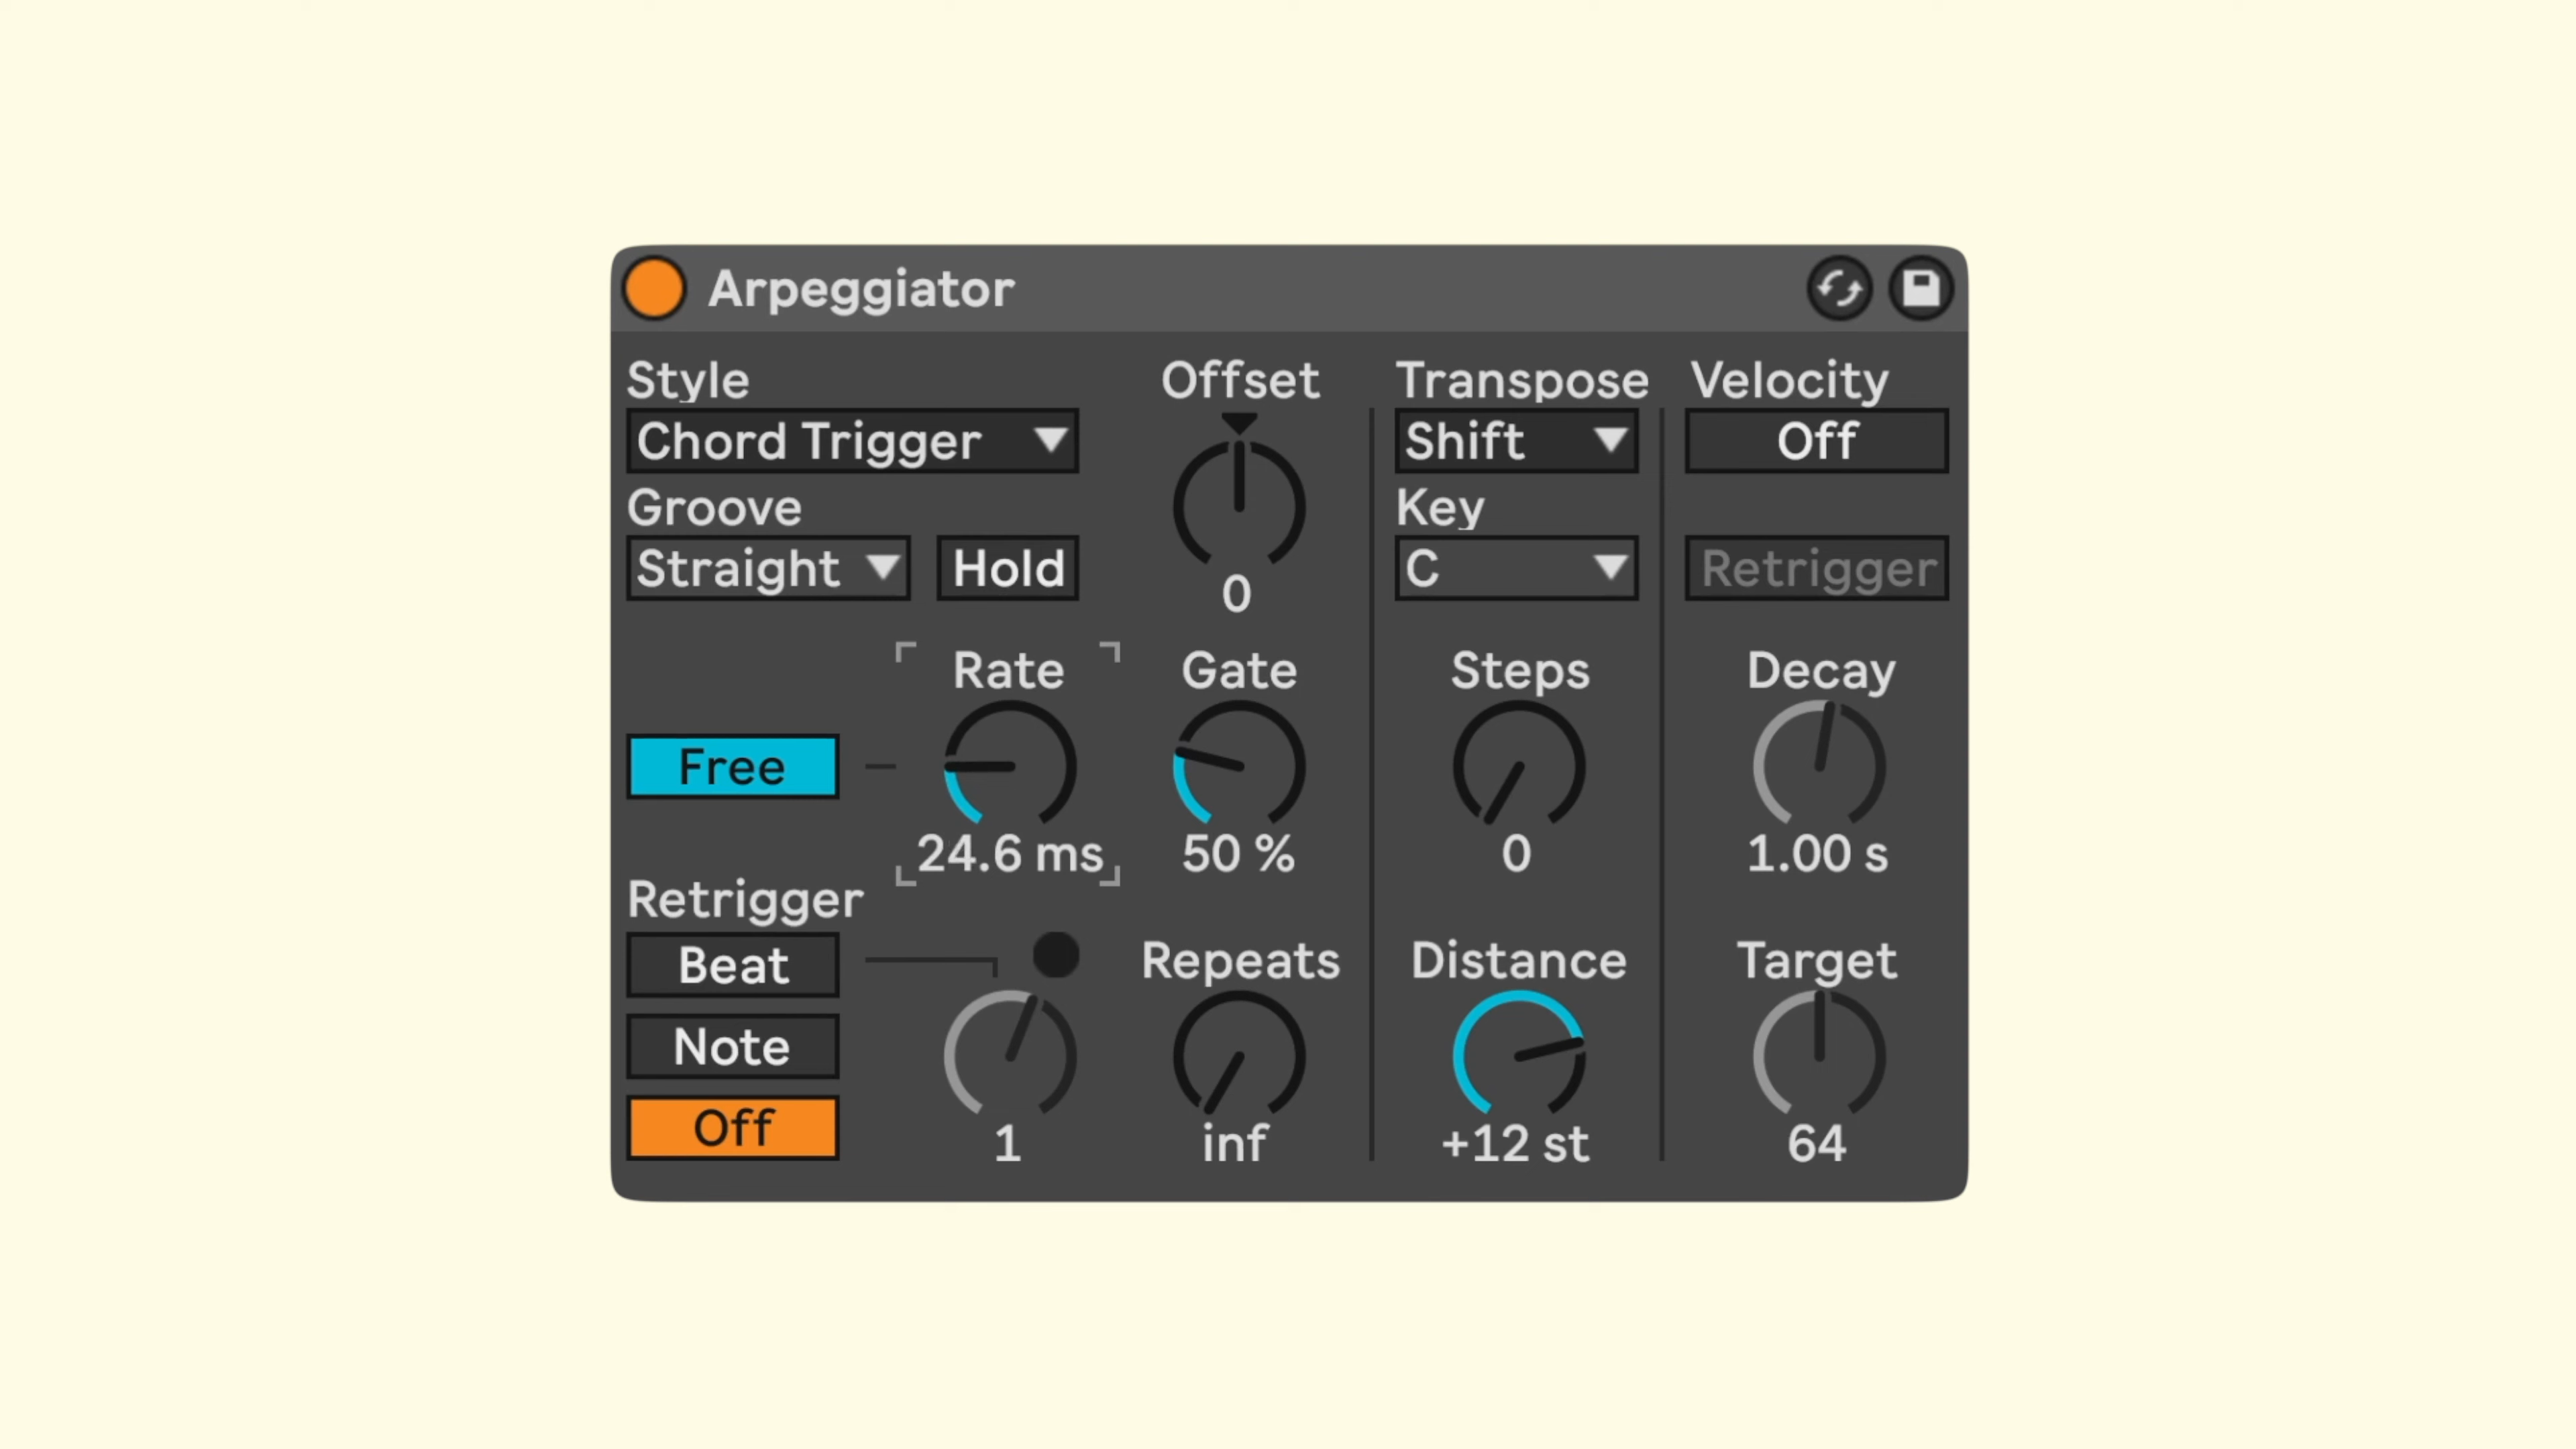 Arpeggiator
Style
Chord Trigger
Groove
Straight
Hold
Offset
0
Transpose
Shift
Key
C
Velocity
Off
Retrigger
Free
Rate
24.6 ms
Gate
50 %
Steps
0
Decay
1.00 s
Retrigger
Beat
Note
Off
1
Repeats
inf
Distance
+12 st
Target
64